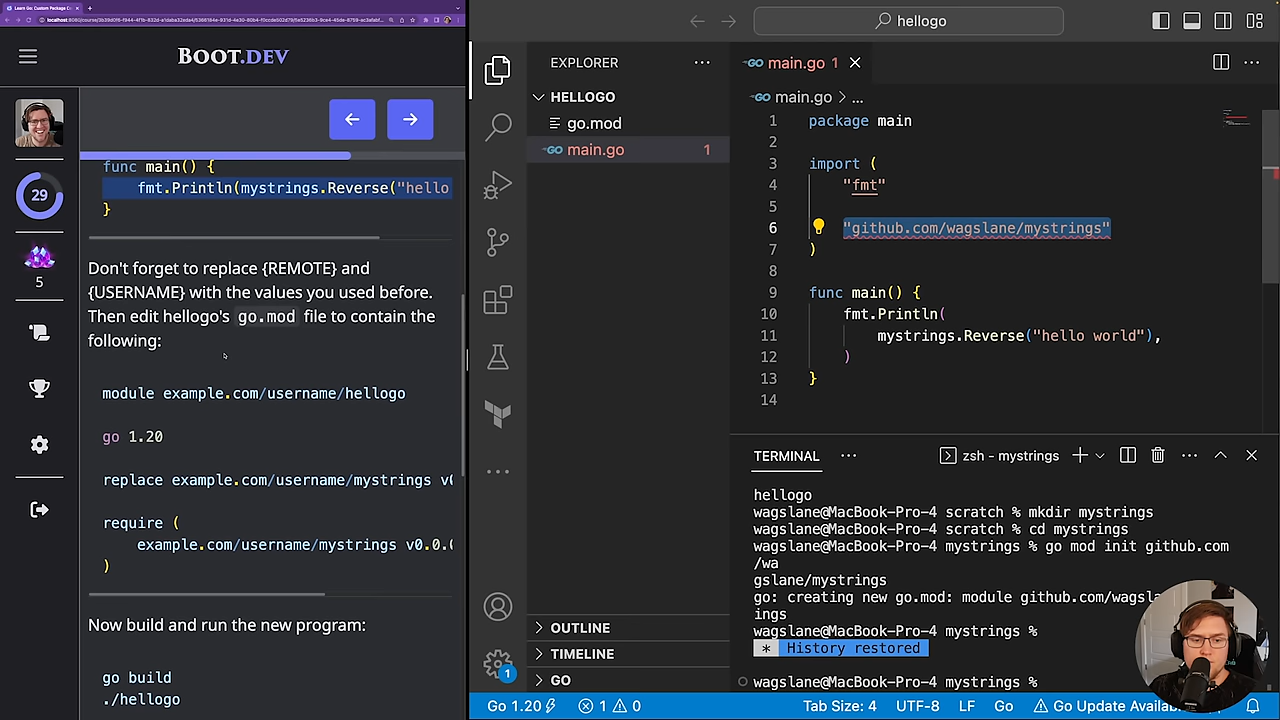 Learn Go: Custom Package
BOOT.DEV
29
5
func main() {
fmt.Println(mystrings.Reverse("hello
}
Don't forget to replace {REMOTE} and
{USERNAME} with the values you used before.
Then edit hellogo's go.mod file to contain the
following:
module example.com/username/hellogo
go 1.20
replace example.com/username/mystrings v0
require (
example.com/username/mystrings v0.0.0
)
Now build and run the new program:
go build
./hellogo
hellogo
EXPLORER
HELLOGO
go.mod
main.go 1
OUTLINE
TIMELINE
GO
1
main.go 1
main.go > ...
1 package main
2
3 import (
4 "fmt"
5
6 "github.com/wagslane/mystrings"
7 )
8
9 func main() {
10 fmt.Println(
11 mystrings.Reverse("hello world"),
12 )
13 }
14
TERMINAL
zsh - mystrings
hellogo
wagslane@MacBook-Pro-4 scratch % mkdir mystrings
wagslane@MacBook-Pro-4 scratch % cd mystrings
wagslane@MacBook-Pro-4 mystrings % go mod init github.com
/wa
gslane/mystrings
go: creating new go.mod: module github.com/wagsla
ings
wagslane@MacBook-Pro-4 mystrings %
* History restored
wagslane@MacBook-Pro-4 mystrings %
Go 1.20 1 0 Tab Size: 4 UTF-8 LF Go Go Update Availab